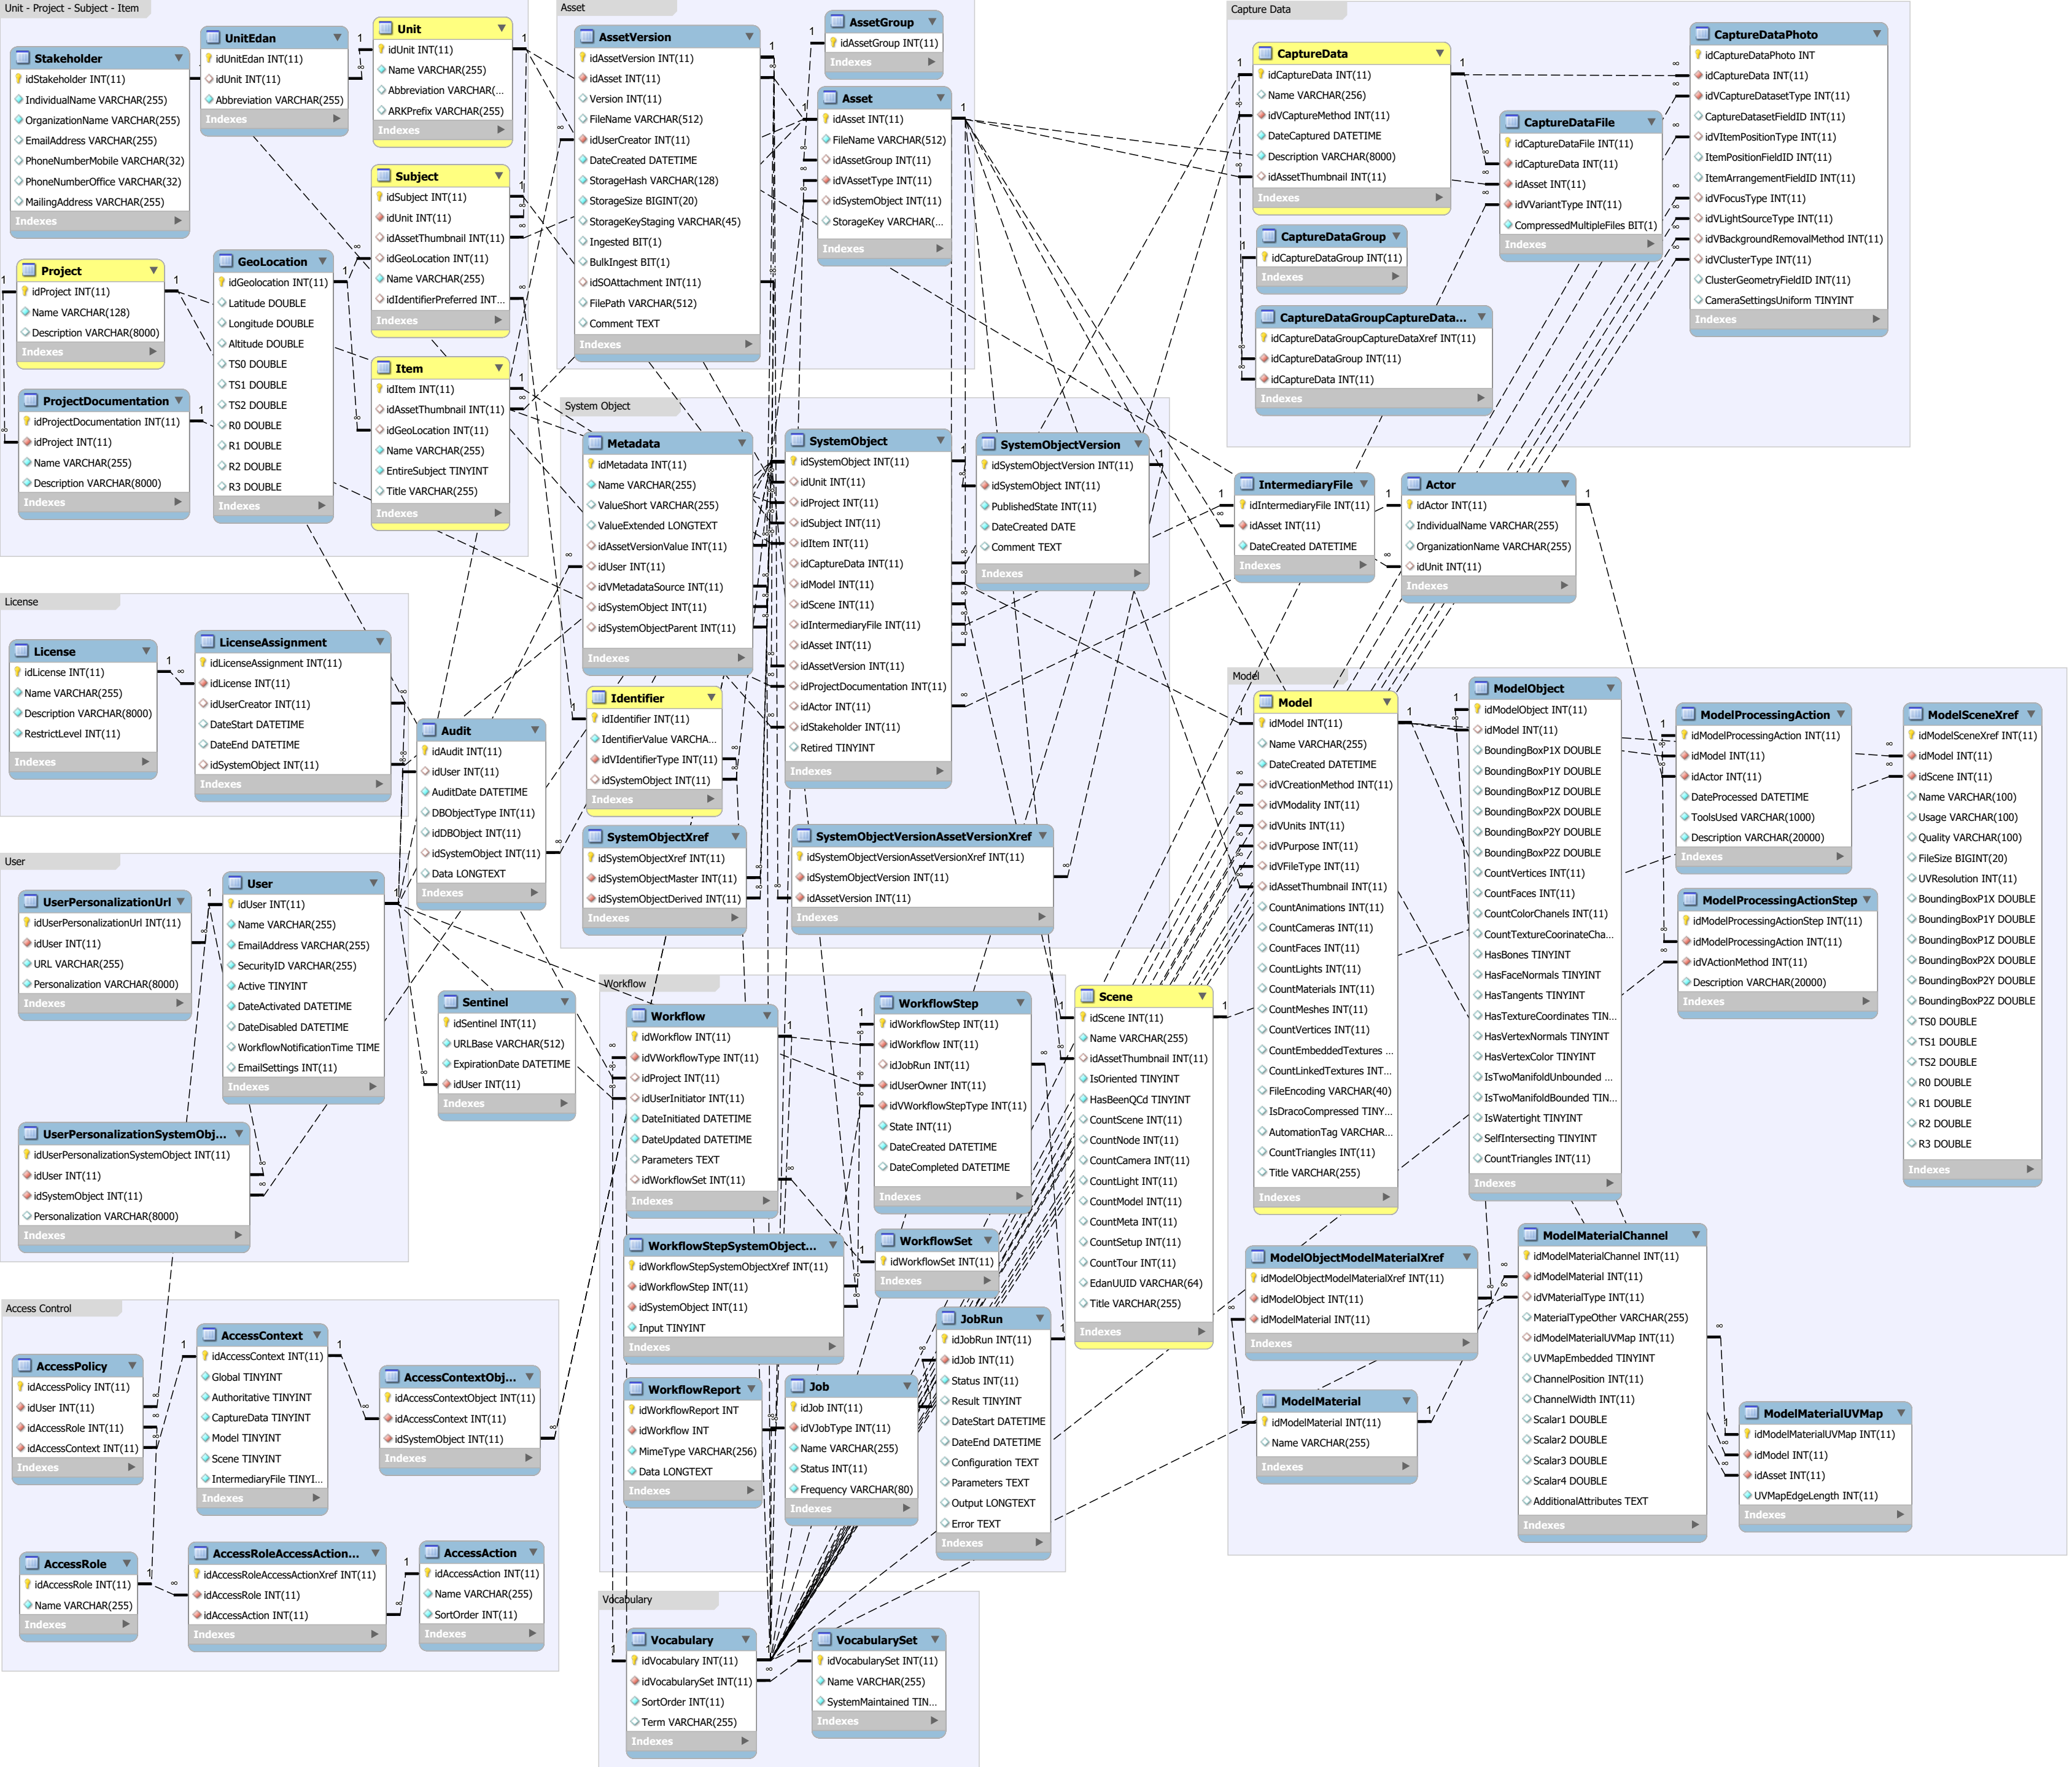 Unit - Project - Subject - Item
Stakeholder
idStakeholder INT(11)
IndividualName VARCHAR(255)
OrganizationName VARCHAR(255)
EmailAddress VARCHAR(255)
PhoneNumberMobile VARCHAR(32)
PhoneNumberOffice VARCHAR(32)
MailingAddress VARCHAR(255)
Indexes
UnitEdan
idUnitEdan INT(11)
idUnit INT(11)
Abbreviation VARCHAR(255)
Indexes
Unit
idUnit INT(11)
Name VARCHAR(255)
Abbreviation VARCHAR(...
ARKPrefix VARCHAR(255)
Indexes
Subject
idSubject INT(11)
idUnit INT(11)
idAssetThumbnail INT(11)
idGeoLocation INT(11)
Name VARCHAR(255)
idIdentifierPreferred INT...
Indexes
Project
idProject INT(11)
Name VARCHAR(128)
Description VARCHAR(8000)
Indexes
GeoLocation
idGeolocation INT(11)
Latitude DOUBLE
Longitude DOUBLE
Altitude DOUBLE
TS0 DOUBLE
TS1 DOUBLE
TS2 DOUBLE
R0 DOUBLE
R1 DOUBLE
R2 DOUBLE
R3 DOUBLE
Indexes
Item
idItem INT(11)
idAssetThumbnail INT(11)
idGeoLocation INT(11)
Name VARCHAR(255)
EntireSubject TINYINT
Title VARCHAR(255)
Indexes
ProjectDocumentation
idProjectDocumentation INT(11)
idProject INT(11)
Name VARCHAR(255)
Description VARCHAR(8000)
Indexes
Asset
AssetVersion
idAssetVersion INT(11)
idAsset INT(11)
Version INT(11)
FileName VARCHAR(512)
idUserCreator INT(11)
DateCreated DATETIME
StorageHash VARCHAR(128)
StorageSize BIGINT(20)
StorageKeyStaging VARCHAR(45)
Ingested BIT(1)
BulkIngest BIT(1)
idSOAttachment INT(11)
FilePath VARCHAR(512)
Comment TEXT
Indexes
AssetGroup
idAssetGroup INT(11)
Indexes
Asset
idAsset INT(11)
FileName VARCHAR(512)
idAssetGroup INT(11)
idVAssetType INT(11)
idSystemObject INT(11)
StorageKey VARCHAR(...
Indexes
Capture Data
CaptureData
idCaptureData INT(11)
Name VARCHAR(256)
idVCaptureMethod INT(11)
DateCaptured DATETIME
Description VARCHAR(8000)
idAssetThumbnail INT(11)
Indexes
CaptureDataGroup
idCaptureDataGroup INT(11)
Indexes
CaptureDataGroupCaptureData...
idCaptureDataGroupCaptureDataXref INT(11)
idCaptureDataGroup INT(11)
idCaptureData INT(11)
Indexes
CaptureDataFile
idCaptureDataFile INT(11)
idCaptureData INT(11)
idAsset INT(11)
idVVariantType INT(11)
CompressedMultipleFiles BIT(1)
Indexes
CaptureDataPhoto
idCaptureDataPhoto INT
idCaptureData INT(11)
idVCaptureDatasetType INT(11)
CaptureDatasetFieldID INT(11)
idVItemPositionType INT(11)
ItemPositionFieldID INT(11)
ItemArrangementFieldID INT(11)
idVFocusType INT(11)
idVLightSourceType INT(11)
idVBackgroundRemovalMethod INT(11)
idVClusterType INT(11)
ClusterGeometryFieldID INT(11)
CameraSettingsUniform TINYINT
Indexes
System Object
Metadata
idMetadata INT(11)
Name VARCHAR(255)
ValueShort VARCHAR(255)
ValueExtended LONGTEXT
idAssetVersionValue INT(11)
idUser INT(11)
idVMetadataSource INT(11)
idSystemObject INT(11)
idSystemObjectParent INT(11)
Indexes
SystemObject
idSystemObject INT(11)
idUnit INT(11)
idProject INT(11)
idSubject INT(11)
idItem INT(11)
idCaptureData INT(11)
idModel INT(11)
idScene INT(11)
idIntermediaryFile INT(11)
idAsset INT(11)
idAssetVersion INT(11)
idProjectDocumentation INT(11)
idActor INT(11)
idStakeholder INT(11)
Retired TINYINT
Indexes
SystemObjectVersion
idSystemObjectVersion INT(11)
idSystemObject INT(11)
PublishedState INT(11)
DateCreated DATE
Comment TEXT
Indexes
Identifier
idIdentifier INT(11)
IdentifierValue VARCHA...
idVIdentifierType INT(11)
idSystemObject INT(11)
Indexes
SystemObjectXref
idSystemObjectXref INT(11)
idSystemObjectMaster INT(11)
idSystemObjectDerived INT(11)
Indexes
SystemObjectVersionAssetVersionXref
idSystemObjectVersionAssetVersionXref INT(11)
idSystemObjectVersion INT(11)
idAssetVersion INT(11)
Indexes
IntermediaryFile
idIntermediaryFile INT(11)
idAsset INT(11)
DateCreated DATETIME
Indexes
Actor
idActor INT(11)
IndividualName VARCHAR(255)
OrganizationName VARCHAR(255)
idUnit INT(11)
Indexes
License
License
idLicense INT(11)
Name VARCHAR(255)
Description VARCHAR(8000)
RestrictLevel INT(11)
Indexes
LicenseAssignment
idLicenseAssignment INT(11)
idLicense INT(11)
idUserCreator INT(11)
DateStart DATETIME
DateEnd DATETIME
idSystemObject INT(11)
Indexes
Audit
idAudit INT(11)
idUser INT(11)
AuditDate DATETIME
DBObjectType INT(11)
idDBObject INT(11)
idSystemObject INT(11)
Data LONGTEXT
Indexes
User
UserPersonalizationUrl
idUserPersonalizationUrl INT(11)
idUser INT(11)
URL VARCHAR(255)
Personalization VARCHAR(8000)
Indexes
User
idUser INT(11)
Name VARCHAR(255)
EmailAddress VARCHAR(255)
SecurityID VARCHAR(255)
Active TINYINT
DateActivated DATETIME
DateDisabled DATETIME
WorkflowNotificationTime TIME
EmailSettings INT(11)
Indexes
UserPersonalizationSystemObj...
idUserPersonalizationSystemObject INT(11)
idUser INT(11)
idSystemObject INT(11)
Personalization VARCHAR(8000)
Indexes
Sentinel
idSentinel INT(11)
URLBase VARCHAR(512)
ExpirationDate DATETIME
idUser INT(11)
Indexes
Workflow
Workflow
idWorkflow INT(11)
idVWorkflowType INT(11)
idProject INT(11)
idUserInitiator INT(11)
DateInitiated DATETIME
DateUpdated DATETIME
Parameters TEXT
idWorkflowSet INT(11)
Indexes
WorkflowStep
idWorkflowStep INT(11)
idWorkflow INT(11)
idJobRun INT(11)
idUserOwner INT(11)
idVWorkflowStepType INT(11)
State INT(11)
DateCreated DATETIME
DateCompleted DATETIME
Indexes
WorkflowStepSystemObject...
idWorkflowStepSystemObjectXref INT(11)
idWorkflowStep INT(11)
idSystemObject INT(11)
Input TINYINT
Indexes
WorkflowSet
idWorkflowSet INT(11)
Indexes
WorkflowReport
idWorkflowReport INT
idWorkflow INT
MimeType VARCHAR(256)
Data LONGTEXT
Indexes
Job
idJob INT(11)
idVJobType INT(11)
Name VARCHAR(255)
Status INT(11)
Frequency VARCHAR(80)
Indexes
JobRun
idJobRun INT(11)
idJob INT(11)
Status INT(11)
Result TINYINT
DateStart DATETIME
DateEnd DATETIME
Configuration TEXT
Parameters TEXT
Output LONGTEXT
Error TEXT
Indexes
Scene
idScene INT(11)
Name VARCHAR(255)
idAssetThumbnail INT(11)
IsOriented TINYINT
HasBeenQCd TINYINT
CountScene INT(11)
CountNode INT(11)
CountCamera INT(11)
CountLight INT(11)
CountModel INT(11)
CountMeta INT(11)
CountSetup INT(11)
CountTour INT(11)
EdanUUID VARCHAR(64)
Title VARCHAR(255)
Indexes
Model
Model
idModel INT(11)
Name VARCHAR(255)
DateCreated DATETIME
idVCreationMethod INT(11)
idVModality INT(11)
idVUnits INT(11)
idVPurpose INT(11)
idVFileType INT(11)
idAssetThumbnail INT(11)
CountAnimations INT(11)
CountCameras INT(11)
CountFaces INT(11)
CountLights INT(11)
CountMaterials INT(11)
CountMeshes INT(11)
CountVertices INT(11)
CountEmbeddedTextures ...
CountLinkedTextures INT...
FileEncoding VARCHAR(40)
IsDracoCompressed TINY...
AutomationTag VARCHAR...
CountTriangles INT(11)
Title VARCHAR(255)
Indexes
ModelObject
idModelObject INT(11)
idModel INT(11)
BoundingBoxP1X DOUBLE
BoundingBoxP1Y DOUBLE
BoundingBoxP1Z DOUBLE
BoundingBoxP2X DOUBLE
BoundingBoxP2Y DOUBLE
BoundingBoxP2Z DOUBLE
CountVertices INT(11)
CountFaces INT(11)
CountColorChanels INT(11)
CountTextureCoorinateCha...
HasBones TINYINT
HasFaceNormals TINYINT
HasTangents TINYINT
HasTextureCoordinates TIN...
HasVertexNormals TINYINT
HasVertexColor TINYINT
IsTwoManifoldUnbounded ...
IsTwoManifoldBounded TIN...
IsWatertight TINYINT
SelfIntersecting TINYINT
CountTriangles INT(11)
Indexes
ModelProcessingAction
idModelProcessingAction INT(11)
idModel INT(11)
idActor INT(11)
DateProcessed DATETIME
ToolsUsed VARCHAR(1000)
Description VARCHAR(20000)
Indexes
ModelProcessingActionStep
idModelProcessingActionStep INT(11)
idModelProcessingAction INT(11)
idVActionMethod INT(11)
Description VARCHAR(20000)
Indexes
ModelSceneXref
idModelSceneXref INT(11)
idModel INT(11)
idScene INT(11)
Name VARCHAR(100)
Usage VARCHAR(100)
Quality VARCHAR(100)
FileSize BIGINT(20)
UVResolution INT(11)
BoundingBoxP1X DOUBLE
BoundingBoxP1Y DOUBLE
BoundingBoxP1Z DOUBLE
BoundingBoxP2X DOUBLE
BoundingBoxP2Y DOUBLE
BoundingBoxP2Z DOUBLE
TS0 DOUBLE
TS1 DOUBLE
TS2 DOUBLE
R0 DOUBLE
R1 DOUBLE
R2 DOUBLE
R3 DOUBLE
Indexes
ModelObjectModelMaterialXref
idModelObjectModelMaterialXref INT(11)
idModelObject INT(11)
idModelMaterial INT(11)
Indexes
ModelMaterial
idModelMaterial INT(11)
Name VARCHAR(255)
Indexes
ModelMaterialChannel
idModelMaterialChannel INT(11)
idModelMaterial INT(11)
idVMaterialType INT(11)
MaterialTypeOther VARCHAR(255)
idModelMaterialUVMap INT(11)
UVMapEmbedded TINYINT
ChannelPosition INT(11)
ChannelWidth INT(11)
Scalar1 DOUBLE
Scalar2 DOUBLE
Scalar3 DOUBLE
Scalar4 DOUBLE
AdditionalAttributes TEXT
Indexes
ModelMaterialUVMap
idModelMaterialUVMap INT(11)
idModel INT(11)
idAsset INT(11)
UVMapEdgeLength INT(11)
Indexes
Access Control
AccessPolicy
idAccessPolicy INT(11)
idUser INT(11)
idAccessRole INT(11)
idAccessContext INT(11)
Indexes
AccessContext
idAccessContext INT(11)
Global TINYINT
Authoritative TINYINT
CaptureData TINYINT
Model TINYINT
Scene TINYINT
IntermediaryFile TINYI...
Indexes
AccessContextObj...
idAccessContextObject INT(11)
idAccessContext INT(11)
idSystemObject INT(11)
Indexes
AccessRole
idAccessRole INT(11)
Name VARCHAR(255)
Indexes
AccessRoleAccessAction...
idAccessRoleAccessActionXref INT(11)
idAccessRole INT(11)
idAccessAction INT(11)
Indexes
AccessAction
idAccessAction INT(11)
Name VARCHAR(255)
SortOrder INT(11)
Indexes
Vocabulary
Vocabulary
idVocabulary INT(11)
idVocabularySet INT(11)
SortOrder INT(11)
Term VARCHAR(255)
Indexes
VocabularySet
idVocabularySet INT(11)
Name VARCHAR(255)
SystemMaintained TIN...
Indexes